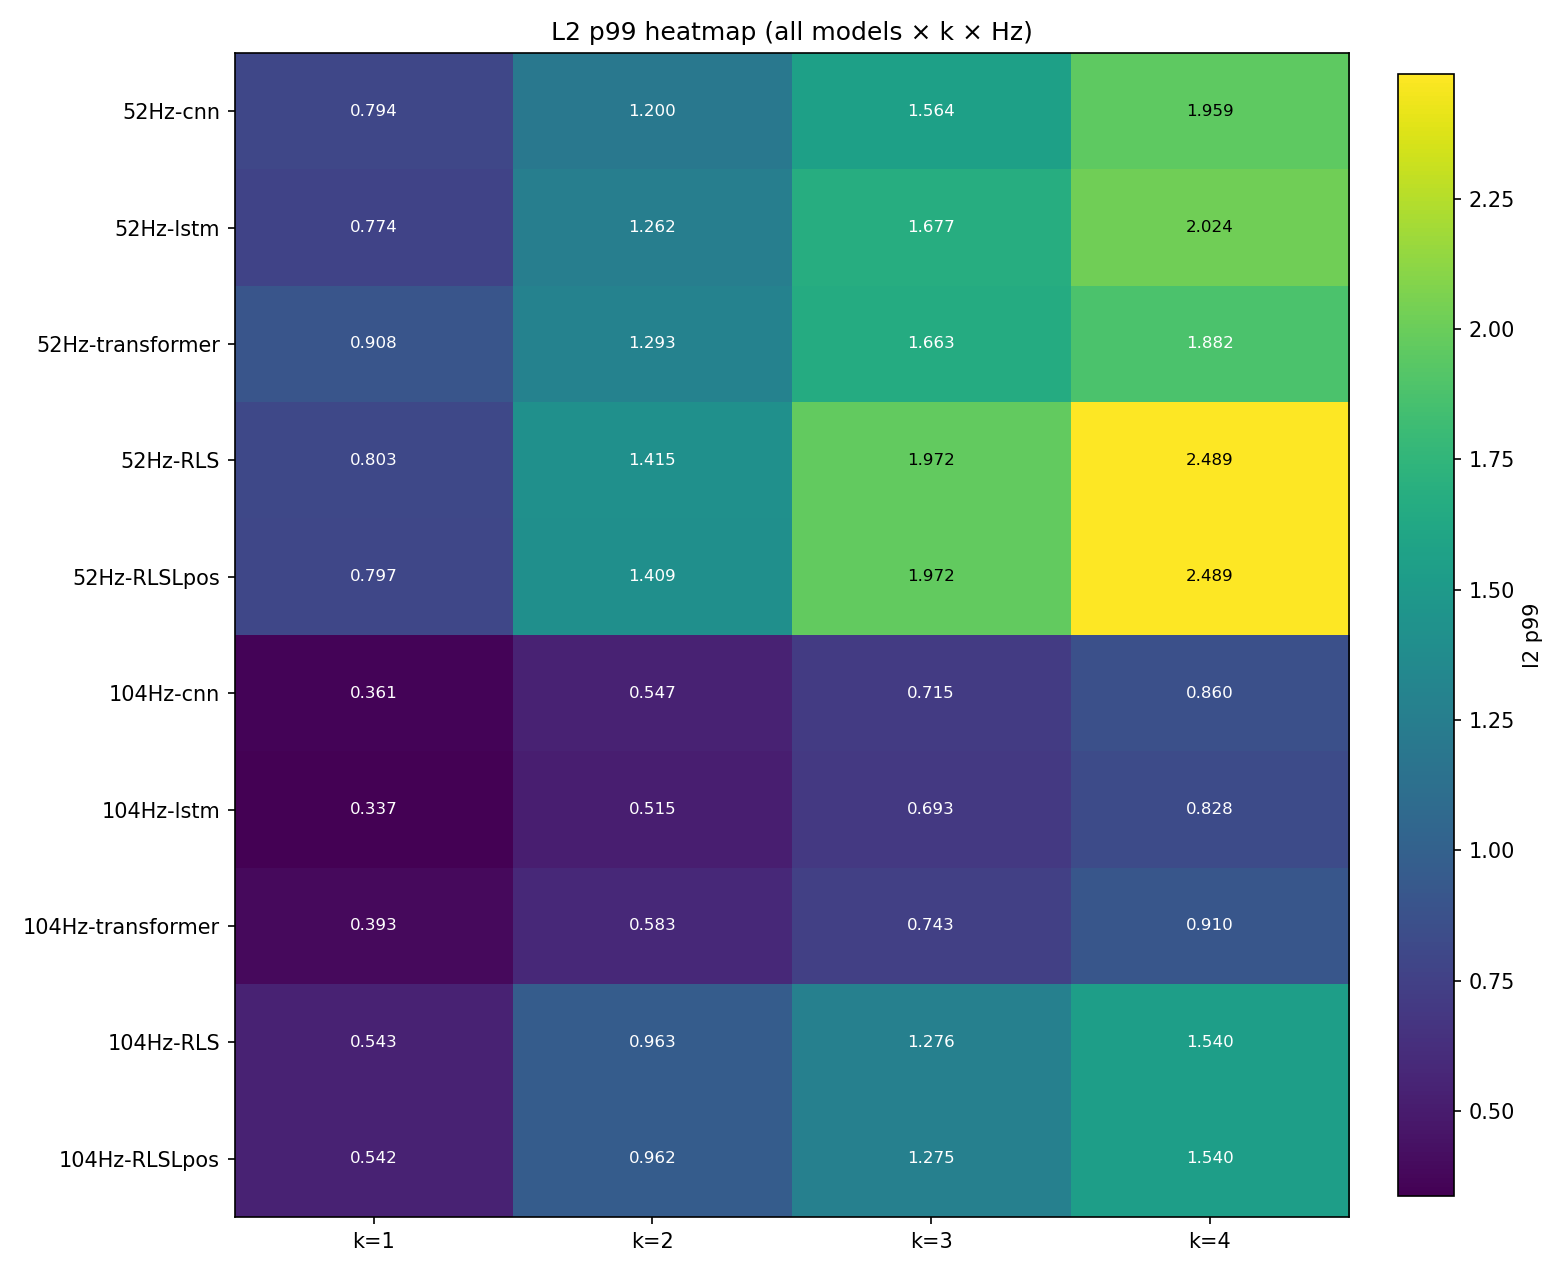 L2 p99 heatmap (all models × k × Hz)
52Hz-cnn 0.794 1.200 1.564 1.959
52Hz-lstm 0.774 1.262 1.677 2.024
52Hz-transformer 0.908 1.293 1.663 1.882
52Hz-RLS 0.803 1.415 1.972 2.489
52Hz-RLSLpos 0.797 1.409 1.972 2.489
104Hz-cnn 0.361 0.547 0.715 0.860
104Hz-lstm 0.337 0.515 0.693 0.828
104Hz-transformer 0.393 0.583 0.743 0.910
104Hz-RLS 0.543 0.963 1.276 1.540
104Hz-RLSLpos 0.542 0.962 1.275 1.540
k=1 k=2 k=3 k=4
2.25
2.00
1.75
1.50
1.25
1.00
0.75
0.50
l2 p99